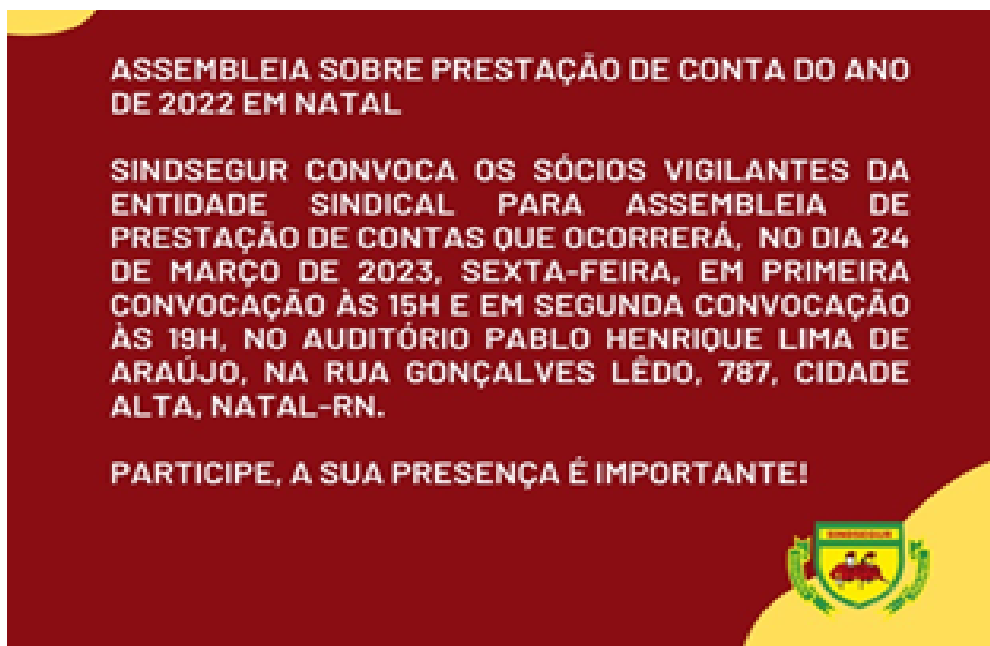 ASSEMBLEIA SOBRE PRESTAÇÃO DE CONTA DO ANO
DE 2022 EM NATAL
SINDSEGUR CONVOCA OS SÓCIOS VIGILANTES DA
ENTIDADE SINDICAL PARA ASSEMBLEIA DE
PRESTAÇÃO DE CONTAS QUE OCORRERÁ, NO DIA 24
DE MARÇO DE 2023, SEXTA-FEIRA, EM PRIMEIRA
CONVOCAÇÃO ÀS 15H E EM SEGUNDA CONVOCAÇÃO
ÀS 19H, NO AUDITÓRIO PABLO HENRIQUE LIMA DE
ARAÚJO, NA RUA GONÇALVES LÊDO, 787, CIDADE
ALTA, NATAL-RN.
PARTICIPE, A SUA PRESENÇA É IMPORTANTE!
SINDSEGUR